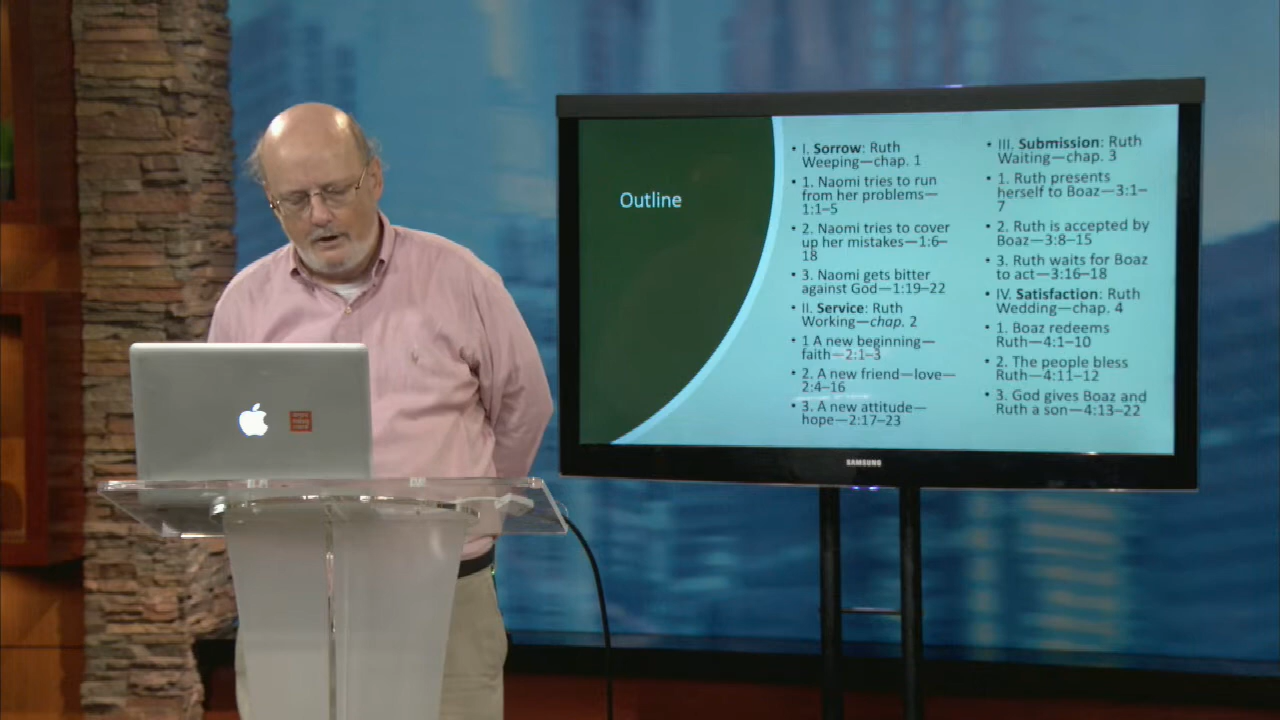 Outline
• I. Sorrow: Ruth
Weeping—chap. 1
• 1. Naomi tries to run
from her problems—
1:1–5
• 2. Naomi tries to cover
up her mistakes—1:6–
18
• 3. Naomi gets bitter
against God—1:19–22
• II. Service: Ruth
Working—chap. 2
• 1 A new beginning—
faith—2:1–3
• 2. A new friend—love—
2:4–16
• 3. A new attitude—
hope—2:17–23
• III. Submission: Ruth
Waiting—chap. 3
• 1. Ruth presents
herself to Boaz—3:1–
7
• 2. Ruth is accepted by
Boaz—3:8–15
• 3. Ruth waits for Boaz
to act—3:16–18
• IV. Satisfaction: Ruth
Wedding—chap. 4
• 1. Boaz redeems
Ruth—4:1–10
• 2. The people bless
Ruth—4:11–12
• 3. God gives Boaz and
Ruth a son—4:13–22
SAMSUNG